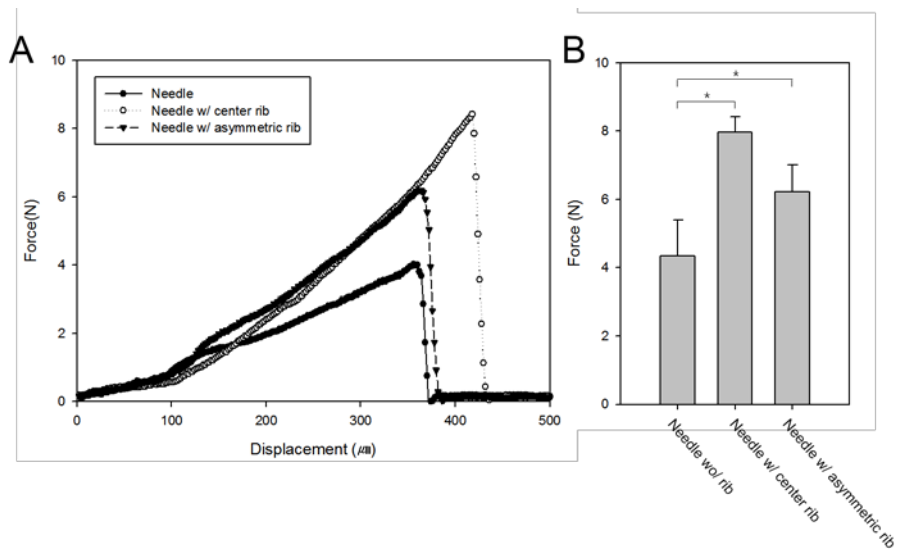 A
10
8
6
4
2
0
Force(N)
Needle
Needle w/ center rib
Needle w/ asymmetric rib
0 100 200 300 400 500
Displacement (㎛)
B
10
8
6
4
2
0
Force (N)
*
*
Needle wo/ rib
Needle w/ center rib
Needle w/ asymmetric rib